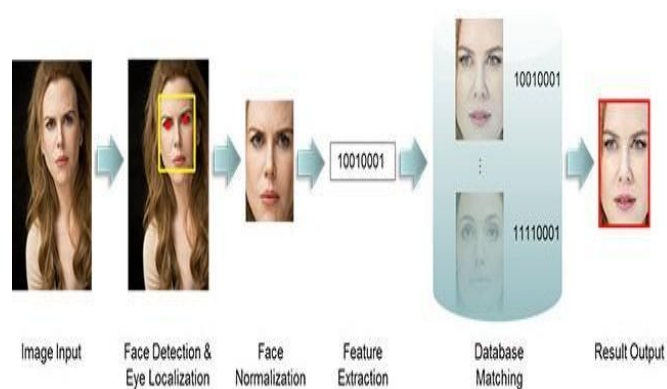 10010001
10010001
⋮
11110001
Image Input
Face Detection &
Eye Localization
Face
Normalization
Feature
Extraction
Database
Matching
Result Output